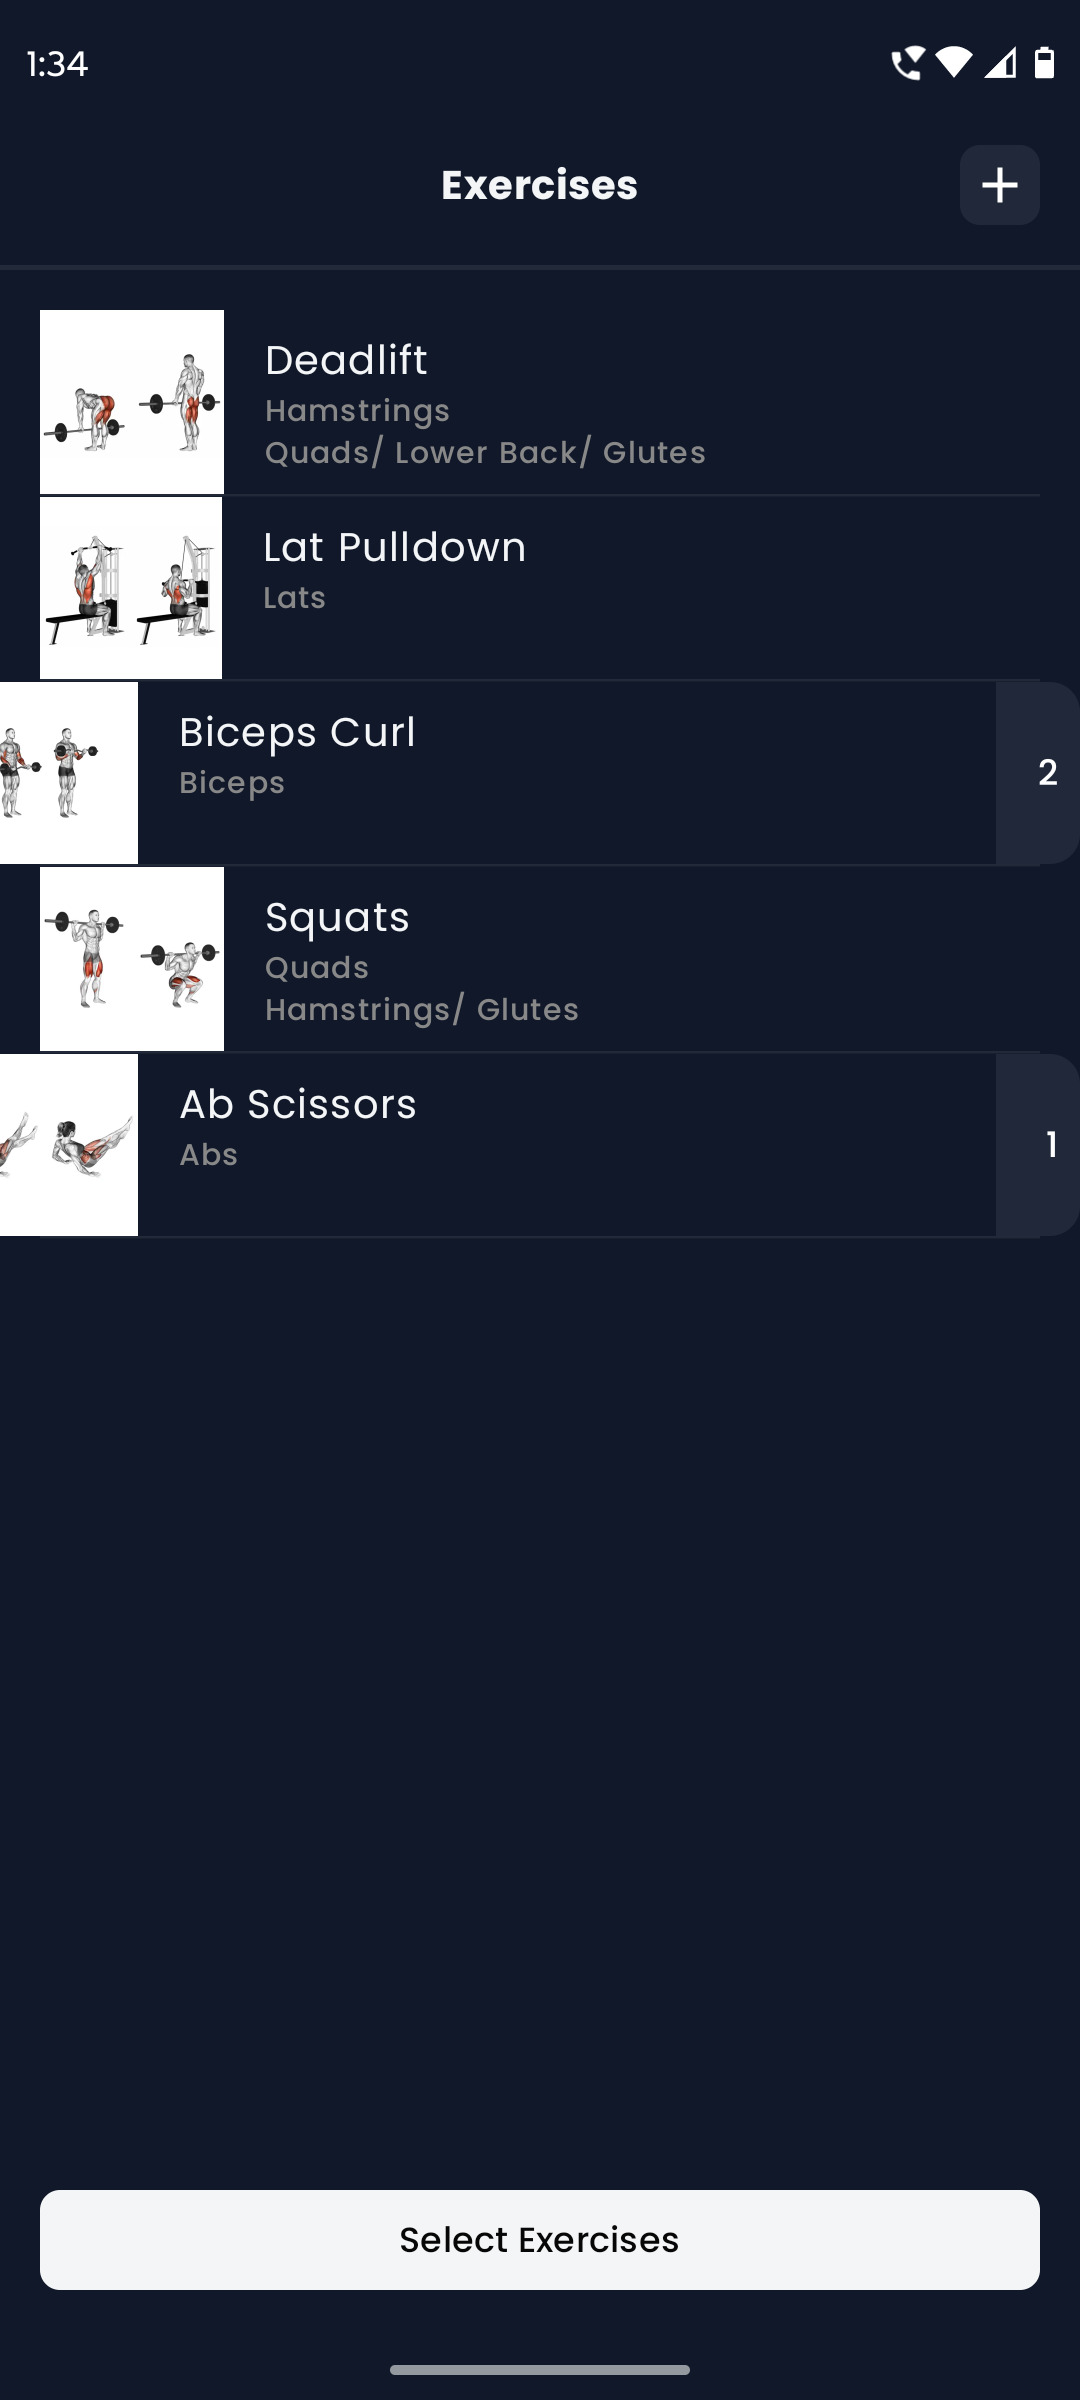 1:34
Exercises
Deadlift
Hamstrings
Quads/ Lower Back/ Glutes
Lat Pulldown
Lats
Biceps Curl
Biceps
2
Squats
Quads
Hamstrings/ Glutes
Ab Scissors
Abs
1
Select Exercises